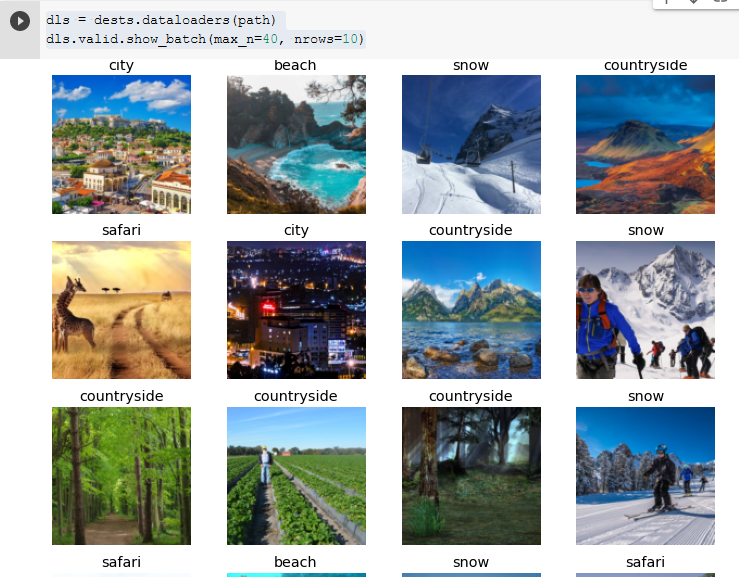 dls = dests.dataloaders(path)
dls.valid.show_batch(max_n=40, nrows=10)
city beach snow countryside
safari city countryside snow
countryside countryside countryside snow
safari beach snow safari